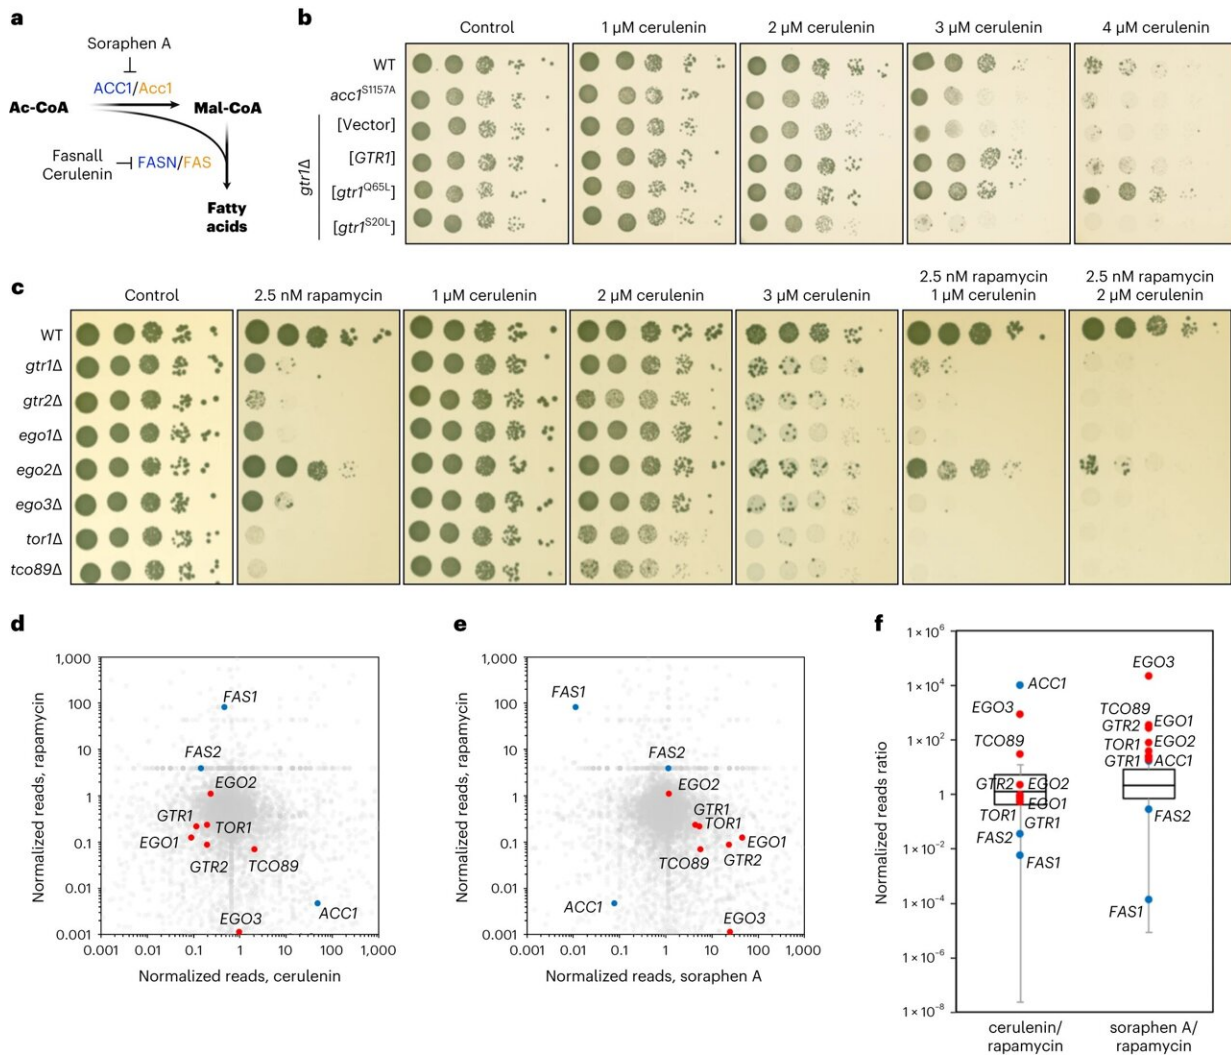 a
Soraphen A
ACC1/Acc1
Ac-CoA
Mal-CoA
Fasnall
Cerulenin
FASN/FAS
Fatty
acids
b
Control
1 µM cerulenin
2 µM cerulenin
3 µM cerulenin
4 µM cerulenin
WT
acc1S1157A
gtr1Δ
[Vector]
[GTR1]
[gtr1Q65L]
[gtr1S20L]
c
Control
2.5 nM rapamycin
1 µM cerulenin
2 µM cerulenin
3 µM cerulenin
2.5 nM rapamycin
1 µM cerulenin
2.5 nM rapamycin
2 µM cerulenin
WT
gtr1Δ
gtr2Δ
ego1Δ
ego2Δ
ego3Δ
tor1Δ
tco89Δ
d
Normalized reads, rapamycin
1,000
100
10
1
0.1
0.01
0.001
FAS1
FAS2
EGO2
GTR1
TOR1
EGO1
GTR2
TCO89
ACC1
EGO3
0.001
0.01
0.1
1
10
100
1,000
Normalized reads, cerulenin
e
Normalized reads, rapamycin
1,000
100
10
1
0.1
0.01
0.001
FAS1
FAS2
EGO2
GTR1
TOR1
EGO1
TCO89
GTR2
ACC1
EGO3
0.001
0.01
0.1
1
10
100
1,000
Normalized reads, soraphen A
f
Normalized reads ratio
1 × 10⁶
1 × 10⁴
1 × 10²
1
1 × 10⁻²
1 × 10⁻⁴
1 × 10⁻⁶
1 × 10⁻⁸
ACC1
EGO3
TCO89
GTR2
EGO2
EGO1
TOR1
GTR1
FAS2
FAS1
EGO3
TCO89
GTR2
EGO1
TOR1
EGO2
GTR1
ACC1
FAS2
FAS1
cerulenin/
rapamycin
soraphen A/
rapamycin